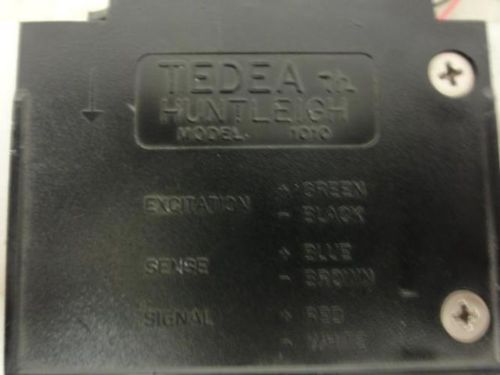 TEDEA
HUNTLEIGH
MODEL 1010
EXCITATION + GREEN
- BLACK
SENSE + BLUE
- BROWN
SIGNAL + RED
- WHITE